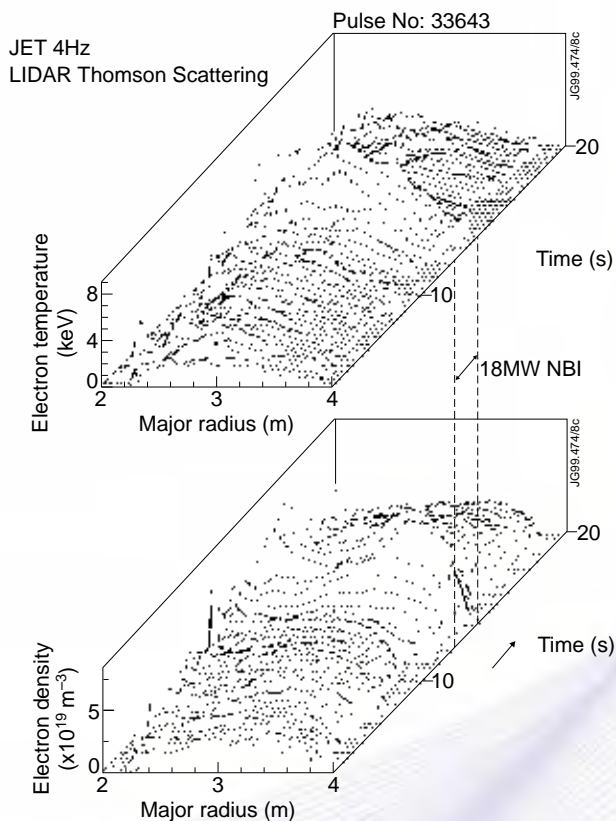 Pulse No: 33643
JET 4Hz
LIDAR Thomson Scattering
JG99.474/8c
20
Time (s)
10
8
4
0
Electron temperature
(keV)
2
3
4
Major radius (m)
18MW NBI
JG99.474/8c
20
Time (s)
10
5
0
Electron density
(x10¹⁹ m⁻³)
2
3
4
Major radius (m)